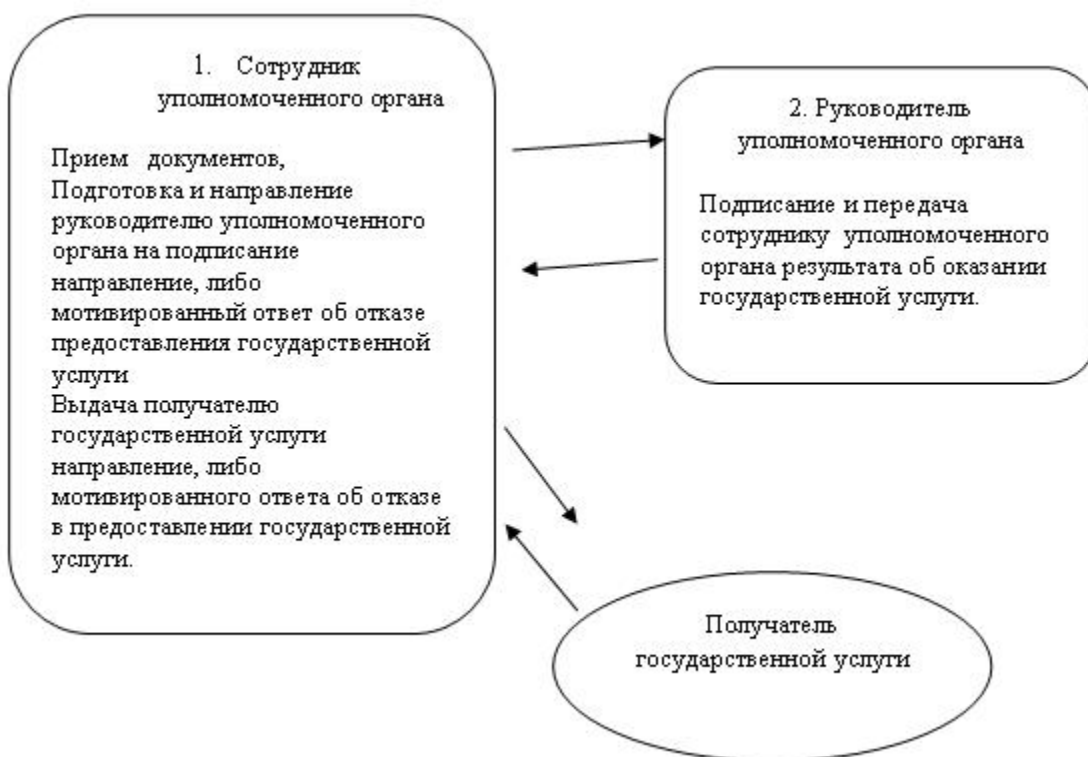 1. Сотрудник
уполномоченного органа
Прием документов,
Подготовка и направление
руководителю уполномоченного
органа на подписание
направление, либо
мотивированный ответ об отказе
предоставления государственной
услуги
Выдача получателю
государственной услуги
направление, либо
мотивированного ответа об отказе
в предоставлении государственной
услуги.
2. Руководитель
уполномоченного органа
Подписание и передача
сотруднику уполномоченного
органа результата об оказании
государственной услуги.
Получатель
государственной услуги